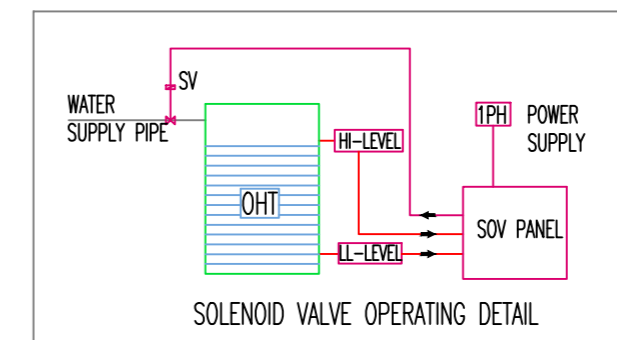 SV
WATER
SUPPLY PIPE
1PH
POWER
SUPPLY
HI-LEVEL
OHT
SOV PANEL
LL-LEVEL
SOLENOID VALVE OPERATING DETAIL